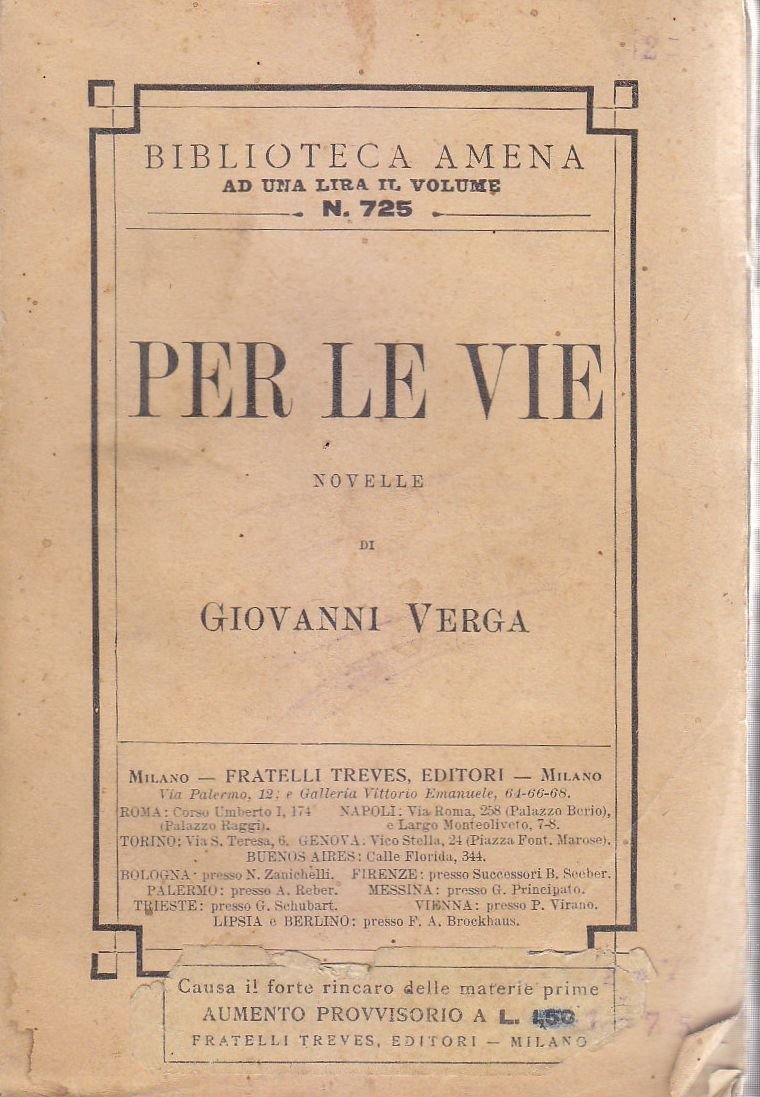 BIBLIOTECA AMENA
AD UNA LIRA IL VOLUME
N. 725
PER LE VIE
NOVELLE
DI
GIOVANNI VERGA
MILANO — FRATELLI TREVES, EDITORI — MILANO
Via Palermo, 12; e Galleria Vittorio Emanuele, 64-66-68.
ROMA: Corso Umberto I, 174 NAPOLI: Via Roma, 258 (Palazzo Berio),
(Palazzo Raggi). e Largo Monteoliveto, 7-8.
TORINO: Via S. Teresa, 6. GENOVA: Vico Stella, 24 (Piazza Font. Marose).
BUENOS AIRES: Calle Florida, 344.
BOLOGNA: presso N. Zanichelli. FIRENZE: presso Successori B. Seeber.
PALERMO: presso A. Reber. MESSINA: presso G. Principato.
TRIESTE: presso G. Schubart. VIENNA: presso P. Virano.
LIPSIA e BERLINO: presso F. A. Brockhaus.
Causa il forte rincaro delle materie prime
AUMENTO PROVVISORIO A L. 1,50
FRATELLI TREVES, EDITORI — MILANO